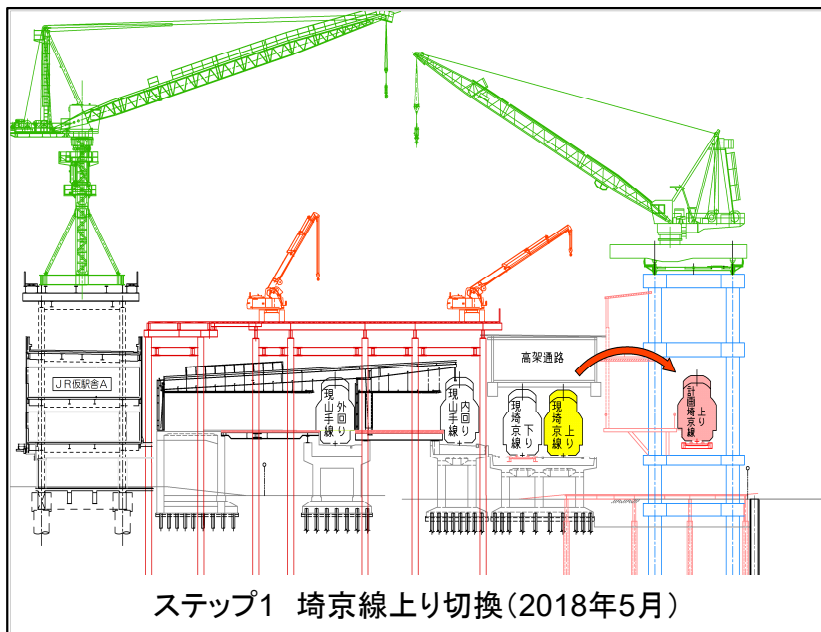 高架通路
JR仮駅舎A
現山手線
外回り
現山手線
内回り
現埼京線
下り
現埼京線
上り
計画埼京線
上り
ステップ1 埼京線上り切換(2018年5月)